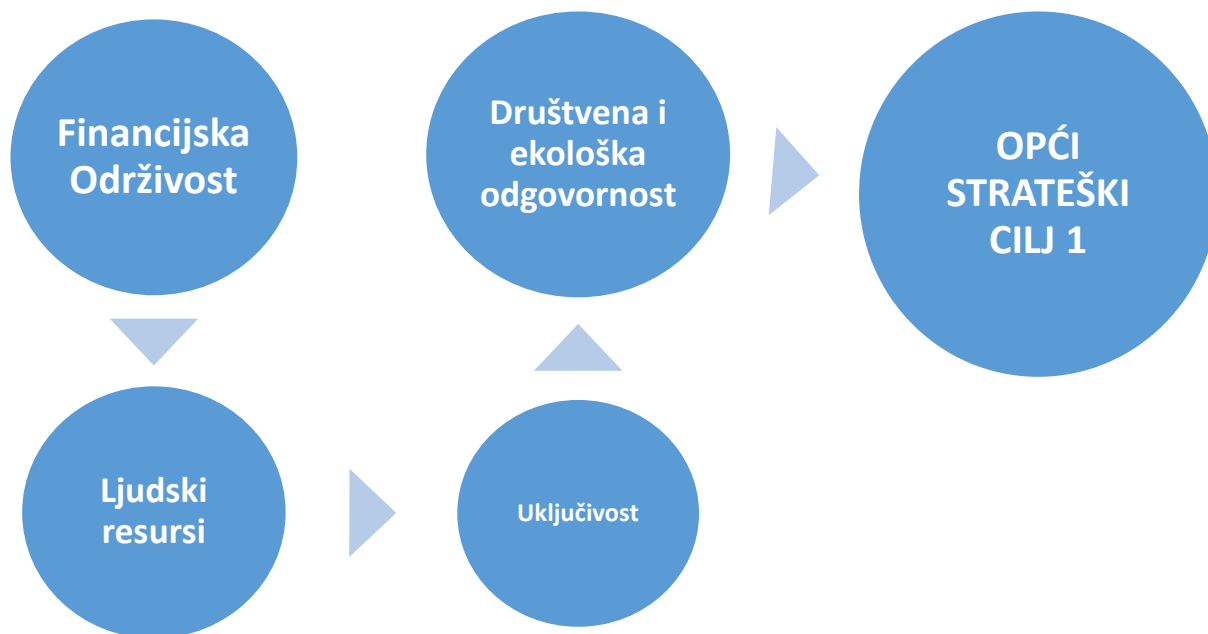 Financijska
Održivost
Ljudski
resursi
Uključivost
Društvena i
ekološka
odgovornost
OPĆI
STRATEŠKI
CILJ 1